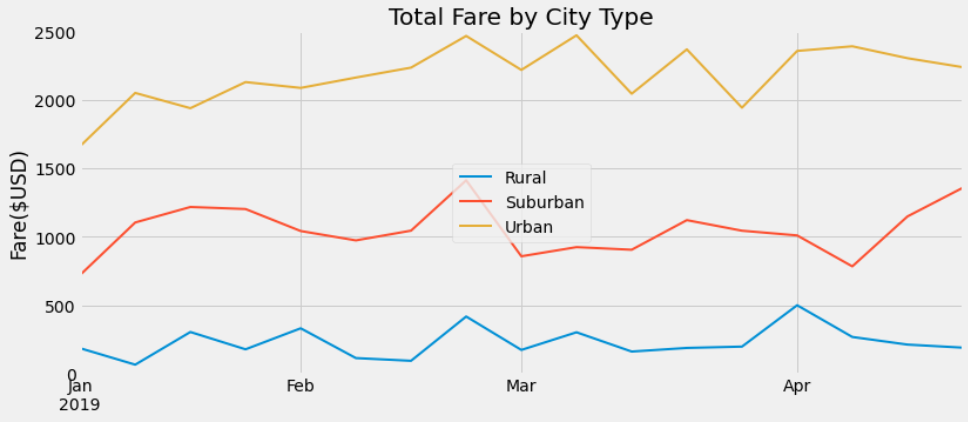 Total Fare by City Type
Fare($USD)
2500
2000
1500
1000
500
0
Rural
Suburban
Urban
Jan Feb Mar Apr
2019